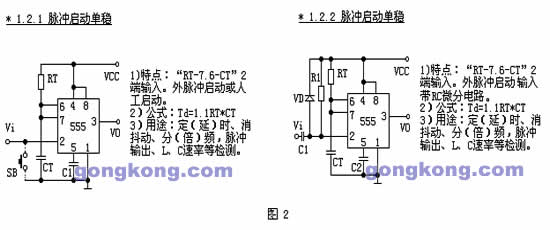 * 1.2.1 脉冲启动单稳
VCC
RT
6
4
8
7
555
3
VO
Vi
2
5
1
SB
CT
C1
1)特点: “RT-7.6-CT”2
端输入。外脉冲启动或人
工启动。
2)公式: Td=1.1RT*CT
3)用途: 定(延)时、消
抖动、分(倍)频,脉冲
输出、L、C速率等检测。
* 1.2.2 脉冲启动单稳
VCC
R1
RT
VD
6
4
8
7
555
3
VO
Vi
2
5
1
C1
CT
C2
1)特点: “RT-7.6-CT”2
端输入。外脉冲启动输入
带RC微分电路。
2)公式: Td=1.1RT*CT
3)用途: 定(延)时、消
抖动、分(倍)频,脉冲
输出、L、C速率等检测。
gongkong.com
gongkong.com
图 2